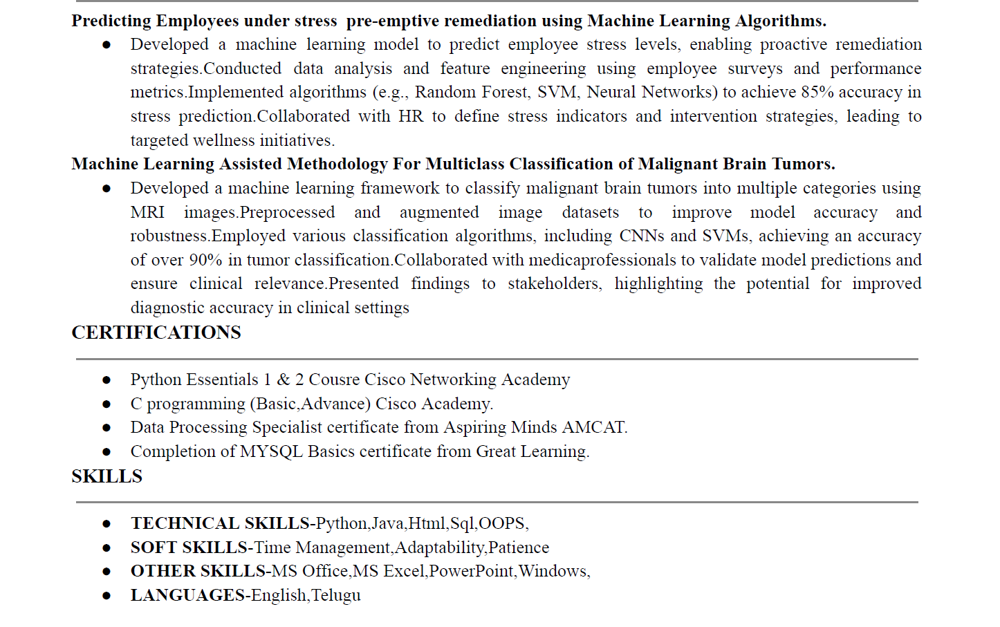 Predicting Employees under stress  pre-emptive remediation using Machine Learning Algorithms.
● Developed a machine learning model to predict employee stress levels, enabling proactive remediation
strategies.Conducted data analysis and feature engineering using employee surveys and performance
metrics.Implemented algorithms (e.g., Random Forest, SVM, Neural Networks) to achieve 85% accuracy in
stress prediction.Collaborated with HR to define stress indicators and intervention strategies, leading to
targeted wellness initiatives.
Machine Learning Assisted Methodology For Multiclass Classification of Malignant Brain Tumors.
● Developed a machine learning framework to classify malignant brain tumors into multiple categories using
MRI images.Preprocessed and augmented image datasets to improve model accuracy and
robustness.Employed various classification algorithms, including CNNs and SVMs, achieving an accuracy
of over 90% in tumor classification.Collaborated with medicaprofessionals to validate model predictions and
ensure clinical relevance.Presented findings to stakeholders, highlighting the potential for improved
diagnostic accuracy in clinical settings
CERTIFICATIONS
● Python Essentials 1 & 2 Cousre Cisco Networking Academy
● C programming (Basic,Advance) Cisco Academy.
● Data Processing Specialist certificate from Aspiring Minds AMCAT.
● Completion of MYSQL Basics certificate from Great Learning.
SKILLS
● TECHNICAL SKILLS-Python,Java,Html,Sql,OOPS,
● SOFT SKILLS-Time Management,Adaptability,Patience
● OTHER SKILLS-MS Office,MS Excel,PowerPoint,Windows,
● LANGUAGES-English,Telugu